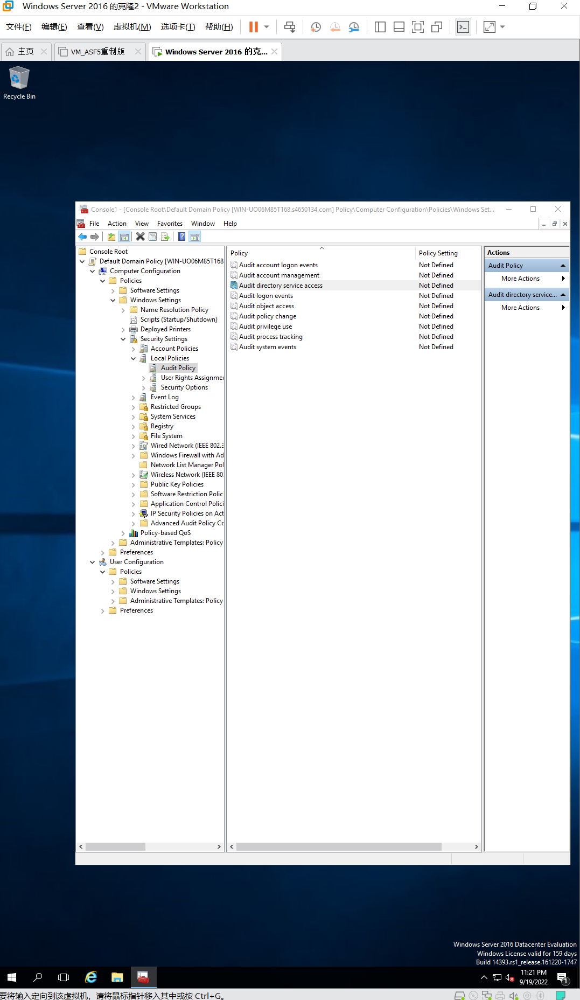 Windows Server 2016 的克隆2 - VMware Workstation
文件(F) 编辑(E) 查看(V) 虚拟机(M) 选项卡(T) 帮助(H)
主页 VM_ASF5重制版 Windows Server 2016 的克...
Recycle Bin
Console1 - [Console Root\Default Domain Policy [WIN-UO06M85T168.s4650134.com] Policy\Computer Configuration\Policies\Windows Set...
File Action View Favorites Window Help
Console Root
Default Domain Policy [WIN-UO06M85T168
Computer Configuration
Policies
Software Settings
Windows Settings
Name Resolution Policy
Scripts (Startup/Shutdown)
Deployed Printers
Security Settings
Account Policies
Local Policies
Audit Policy
User Rights Assignmen
Security Options
Event Log
Restricted Groups
System Services
Registry
File System
Wired Network (IEEE 802.3
Windows Firewall with Ad
Network List Manager Pol
Wireless Network (IEEE 80
Public Key Policies
Software Restriction Polic
Application Control Polici
IP Security Policies on Act
Advanced Audit Policy Co
Policy-based QoS
Administrative Templates: Policy
Preferences
User Configuration
Policies
Software Settings
Windows Settings
Administrative Templates: Policy
Preferences
Policy Policy Setting
Audit account logon events Not Defined
Audit account management Not Defined
Audit directory service access Not Defined
Audit logon events Not Defined
Audit object access Not Defined
Audit policy change Not Defined
Audit privilege use Not Defined
Audit process tracking Not Defined
Audit system events Not Defined
Actions
Audit Policy
More Actions
Audit directory service...
More Actions
Windows Server 2016 Datacenter Evaluation
Windows License valid for 159 days
Build 14393.rs1_release.161220-1747
11:21 PM
9/19/2022
1
要将输入定向到该虚拟机，请将鼠标指针移入其中或按 Ctrl+G。